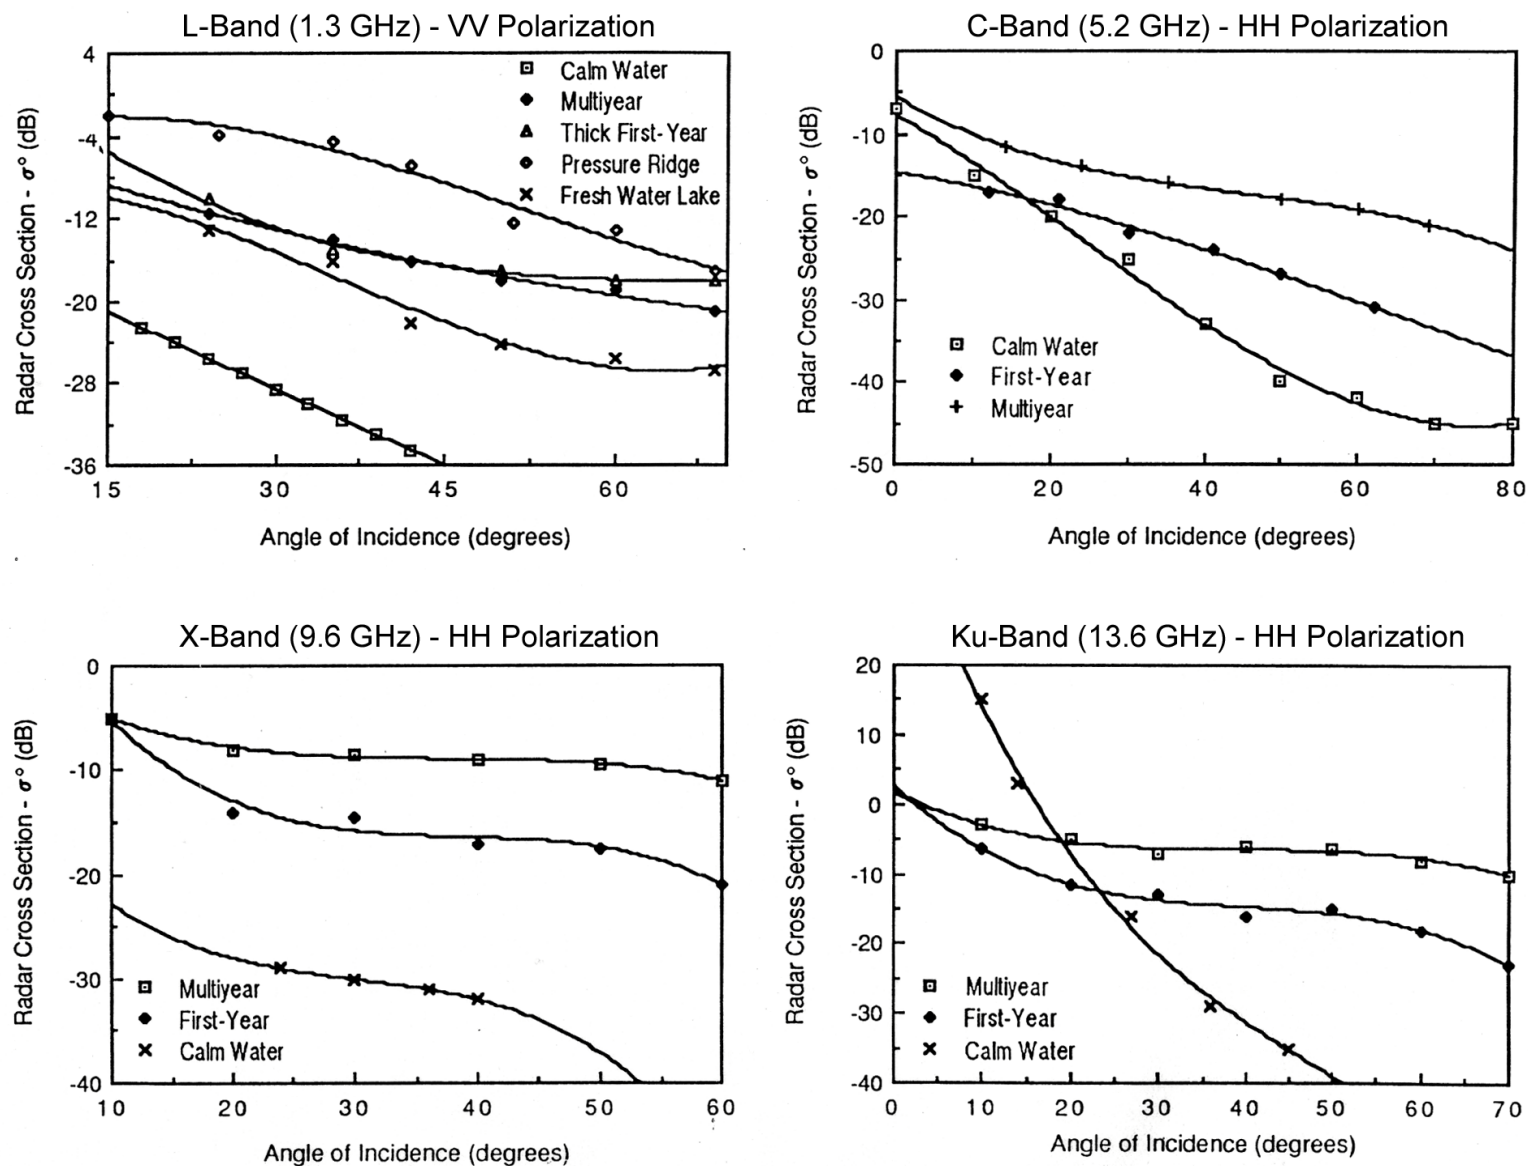 L-Band (1.3 GHz) - VV Polarization
4
-4
-12
-20
-28
-36
Radar Cross Section - σ° (dB)
Calm Water
Multiyear
Thick First-Year
Pressure Ridge
Fresh Water Lake
15 30 45 60
Angle of Incidence (degrees)
C-Band (5.2 GHz) - HH Polarization
0
-10
-20
-30
-40
-50
Radar Cross Section - σ° (dB)
Calm Water
First-Year
Multiyear
0 20 40 60 80
Angle of Incidence (degrees)
X-Band (9.6 GHz) - HH Polarization
0
-10
-20
-30
-40
Radar Cross Section - σ° (dB)
Multiyear
First-Year
Calm Water
10 20 30 40 50 60
Angle of Incidence (degrees)
Ku-Band (13.6 GHz) - HH Polarization
20
10
0
-10
-20
-30
-40
Radar Cross Section - σ° (dB)
Multiyear
First-Year
Calm Water
0 10 20 30 40 50 60 70
Angle of Incidence (degrees)